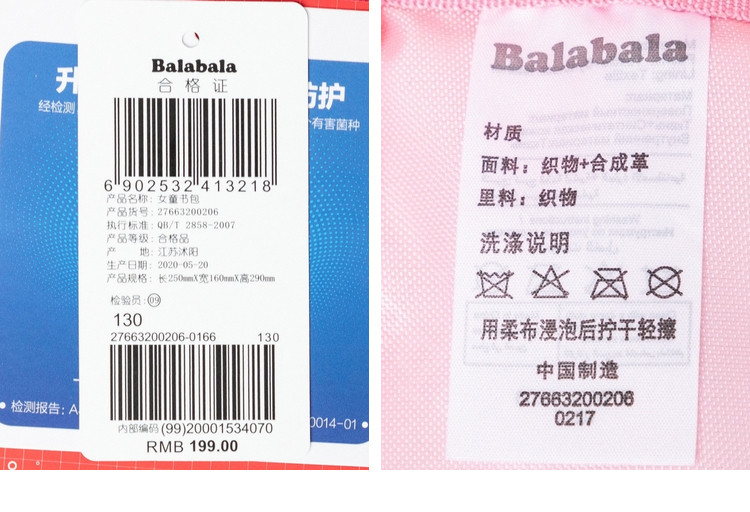 升
经检测
防护
个有害菌种
Balabala
合格证
6 902532 413218
产品名称: 女童书包
产品货号: 27663200206
执行标准: QB/T 2858-2007
产品等级: 合格品
产 地: 江苏沭阳
生产日期: 2020-05-20
产品规格: 长250mmX宽160mmX高290mm
检验员: 09
130
27663200206-0166 130
内部编码 (99)20001534070
RMB 199.00
检测报告: A
0014-01
Balabala
材质
面料: 织物+合成革
里料: 织物
洗涤说明
用柔布浸泡后拧干轻擦
中国制造
27663200206
0217